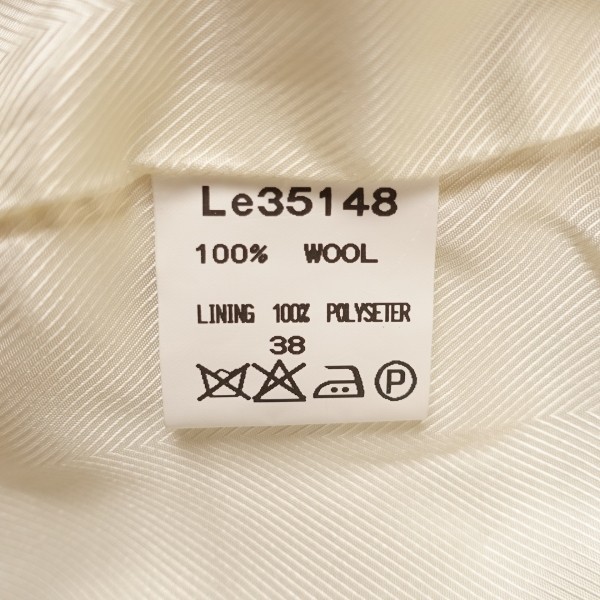 Le35148
100% WOOL
LINING 100% POLYSETER
38
P